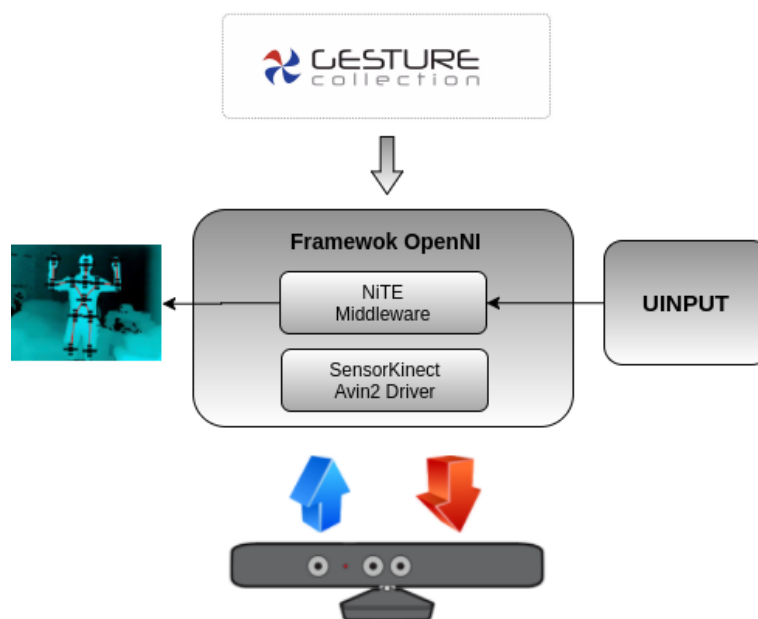 GESTURE
collection
Framewok OpenNI
NiTE
Middleware
UINPUT
SensorKinect
Avin2 Driver